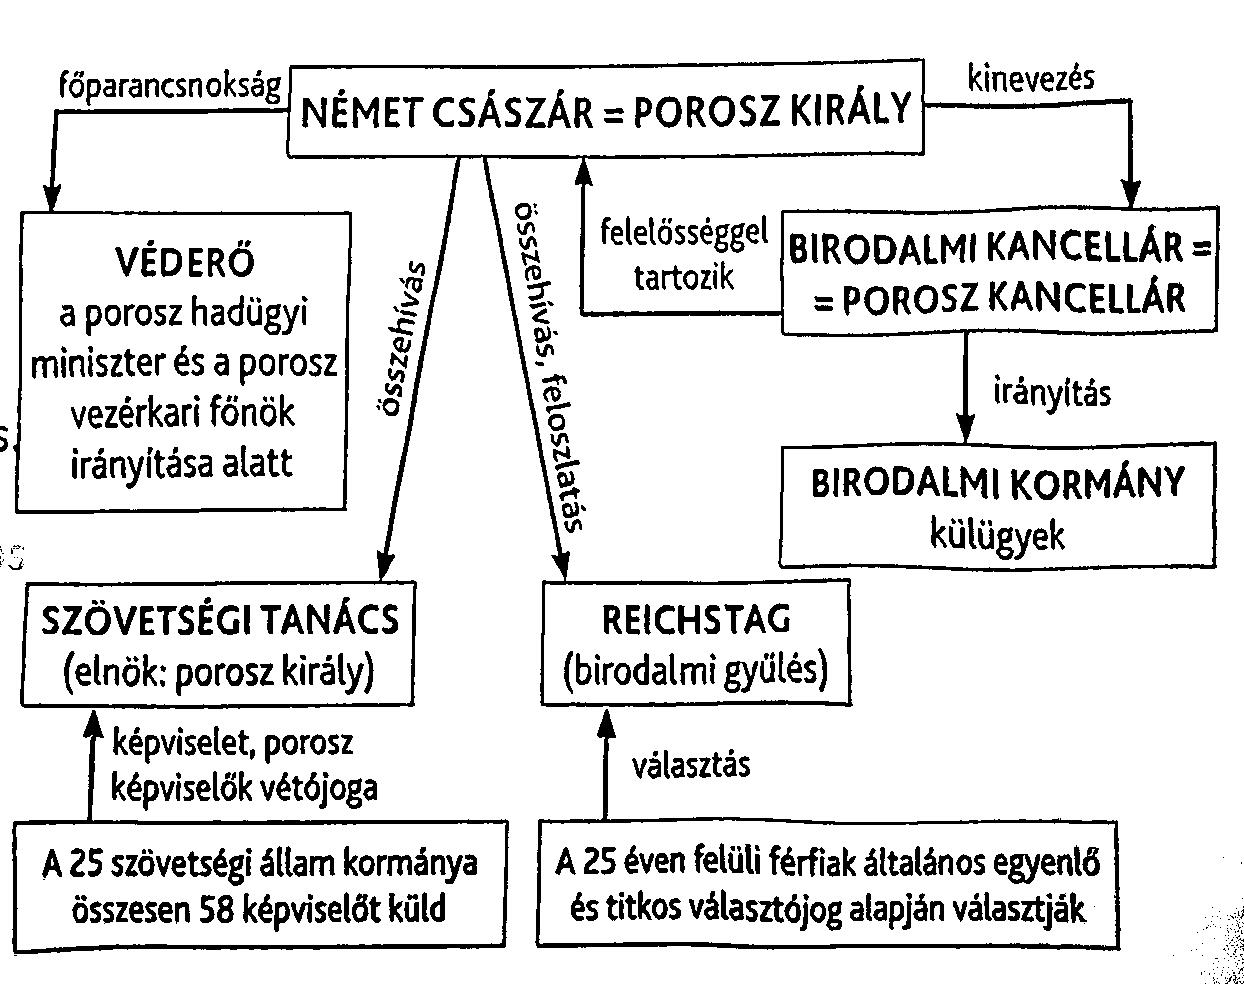 főparancsnokság
NÉMET CSÁSZÁR = POROSZ KIRÁLY
kinevezés
VÉDERŐ
a porosz hadügyi
miniszter és a porosz
vezérkari főnök
irányítása alatt
összehívás
összehívás, feloszlatás
felelősséggel
tartozik
BIRODALMI KANCELLÁR =
= POROSZ KANCELLÁR
irányítás
BIRODALMI KORMÁNY
külügyek
SZÖVETSÉGI TANÁCS
(elnök: porosz király)
REICHSTAG
(birodalmi gyűlés)
képviselet, porosz
képviselők vétójoga
választás
A 25 szövetségi állam kormánya
összesen 58 képviselőt küld
A 25 éven felüli férfiak általános egyenlő
és titkos választójog alapján választják